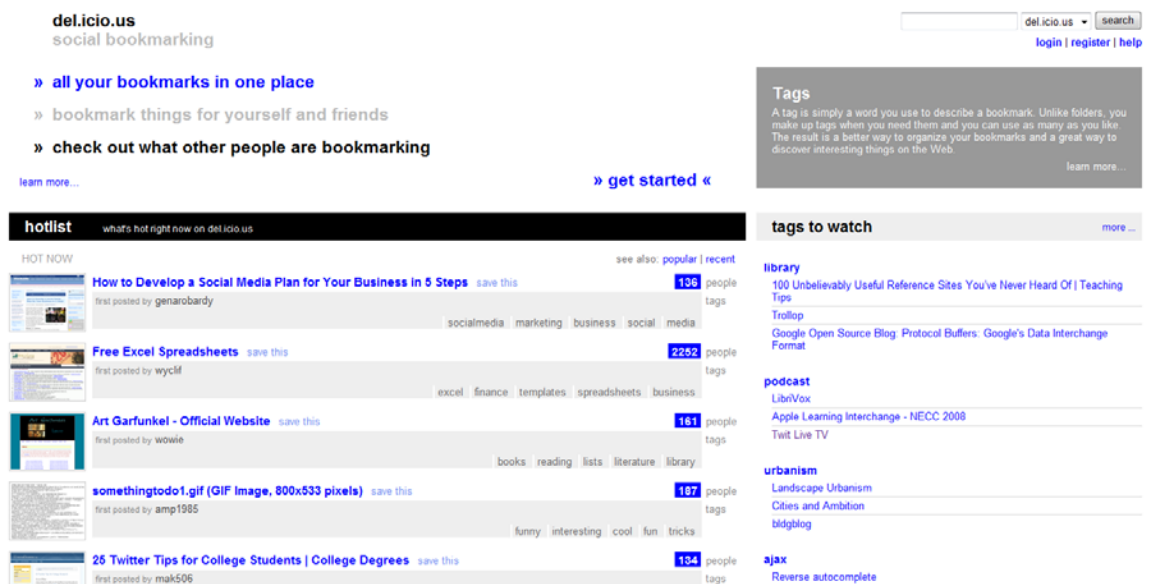 del.icio.us
social bookmarking
del.icio.us search
login | register | help
» all your bookmarks in one place
» bookmark things for yourself and friends
» check out what other people are bookmarking
learn more...
» get started «
Tags
A tag is simply a word you use to describe a bookmark. Unlike folders, you
make up tags when you need them and you can use as many as you like.
The result is a better way to organize your bookmarks and a great way to
discover interesting things on the Web.
learn more...
hotlist what's hot right now on del.icio.us
HOT NOW see also: popular | recent
How to Develop a Social Media Plan for Your Business in 5 Steps save this 136 people
first posted by genarobardy tags
socialmedia marketing business social media
Free Excel Spreadsheets save this 2252 people
first posted by wyclif tags
excel finance templates spreadsheets business
Art Garfunkel - Official Website save this 161 people
first posted by wowie tags
books reading lists literature library
somethingtodo1.gif (GIF Image, 800x533 pixels) save this 187 people
first posted by amp1985 tags
funny interesting cool fun tricks
25 Twitter Tips for College Students | College Degrees save this 134 people
first posted by mak506 tags
tags to watch more ...
library
100 Unbelievably Useful Reference Sites You've Never Heard Of | Teaching
Tips
Trollop
Google Open Source Blog: Protocol Buffers: Google's Data Interchange
Format
podcast
LibriVox
Apple Learning Interchange - NECC 2008
Twit Live TV
urbanism
Landscape Urbanism
Cities and Ambition
bldgblog
ajax
Reverse autocomplete